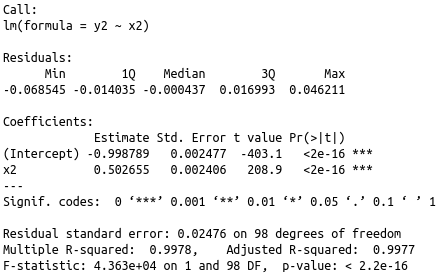 Call:
lm(formula = y2 ~ x2)
Residuals:
Min 1Q Median 3Q Max
-0.068545 -0.014035 -0.000437 0.016993 0.046211
Coefficients:
Estimate Std. Error t value Pr(>|t|)
(Intercept) -0.998789 0.002477 -403.1 <2e-16 ***
x2 0.502655 0.002406 208.9 <2e-16 ***
---
Signif. codes: 0 ‘***’ 0.001 ‘**’ 0.01 ‘*’ 0.05 ‘.’ 0.1 ‘ ’ 1
Residual standard error: 0.02476 on 98 degrees of freedom
Multiple R-squared: 0.9978, Adjusted R-squared: 0.9977
F-statistic: 4.363e+04 on 1 and 98 DF, p-value: < 2.2e-16